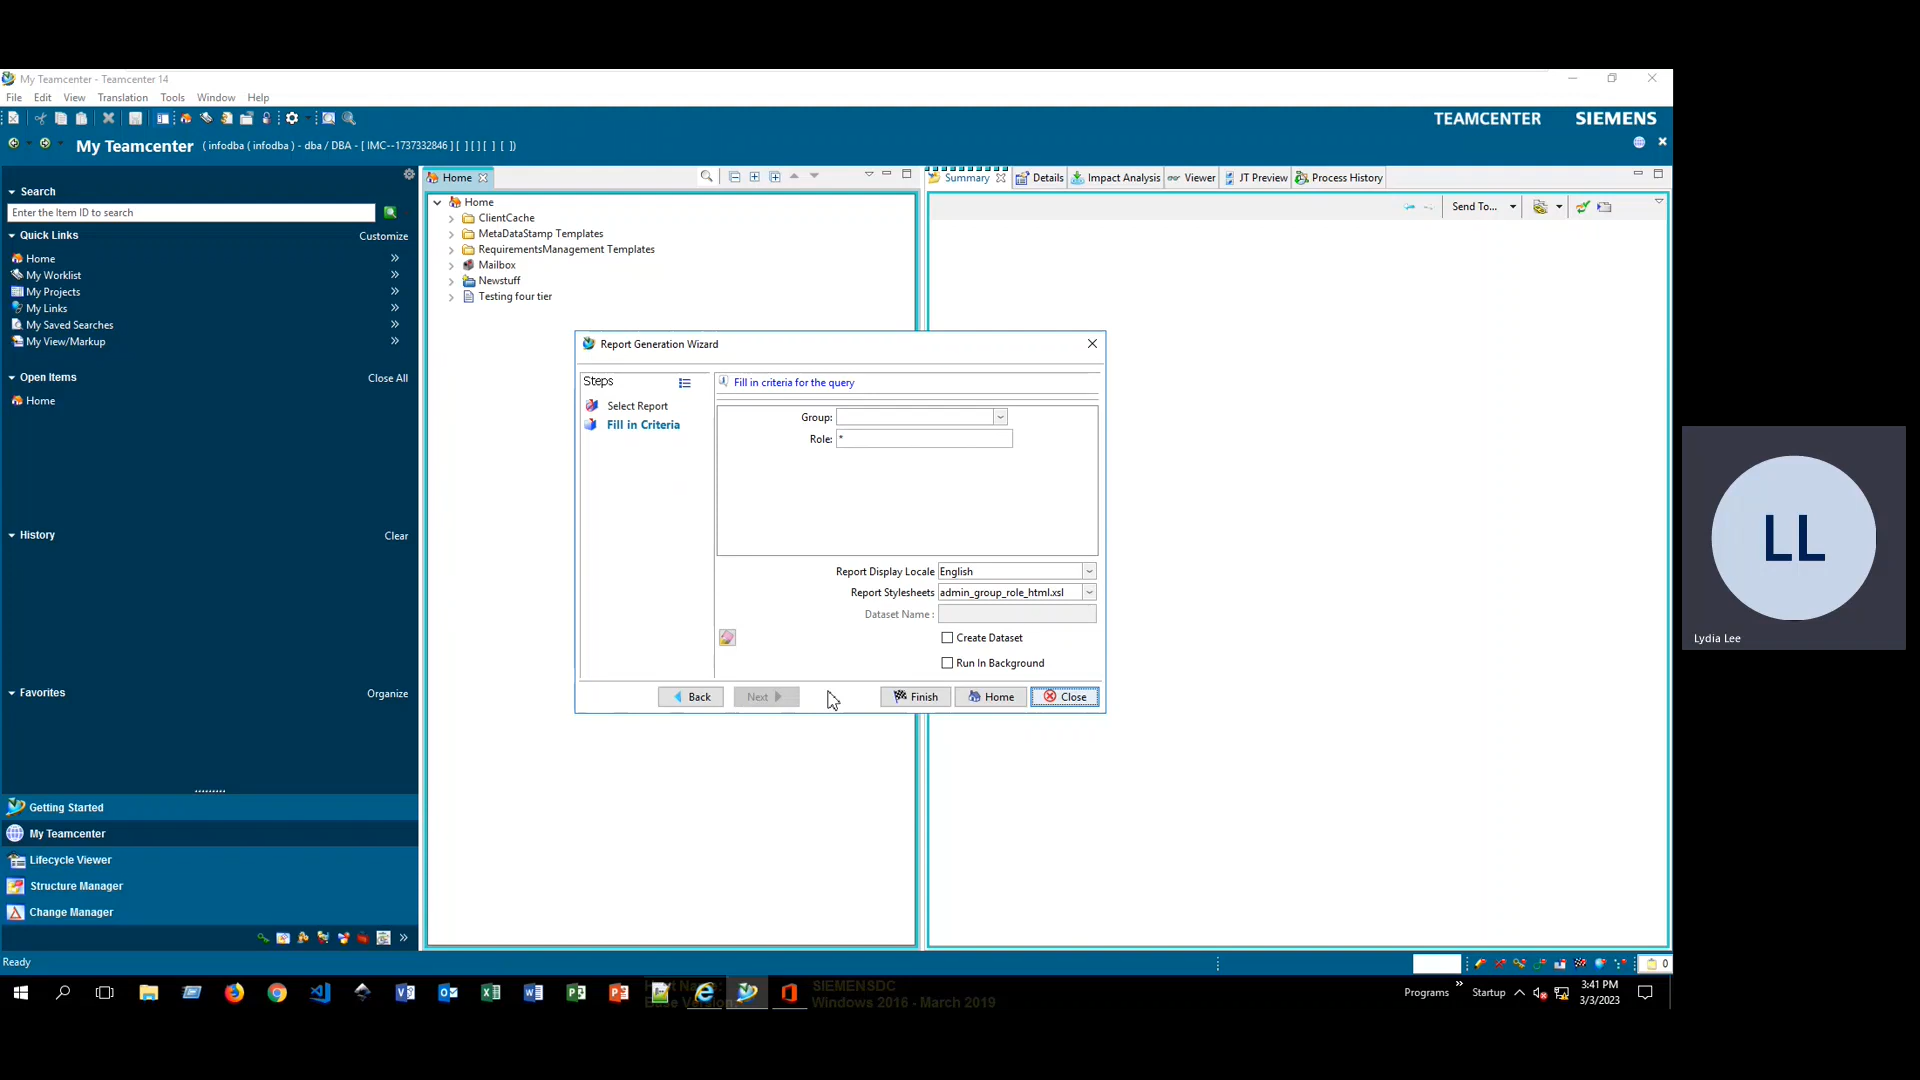 My Teamcenter - Teamcenter 14
File Edit View Translation Tools Window Help
TEAMCENTER SIEMENS
My Teamcenter ( infodba ( infodba ) - dba / DBA - [ IMC--1737332846 ] [ ] [ ] [ ] [ ])
Search
Enter the Item ID to search
Quick Links Customize
Home
My Worklist
My Projects
My Links
My Saved Searches
My View/Markup
Open Items Close All
Home
History Clear
Favorites Organize
Getting Started
My Teamcenter
Lifecycle Viewer
Structure Manager
Change Manager
Ready
Home
Home
ClientCache
MetaDataStamp Templates
RequirementsManagement Templates
Mailbox
Newstuff
Testing four tier
Summary Details Impact Analysis Viewer JT Preview Process History
Send To...
Report Generation Wizard
Steps
Select Report
Fill in Criteria
Fill in criteria for the query
Group:
Role: *
Report Display Locale English
Report Stylesheets admin_group_role_html.xsl
Dataset Name :
Create Dataset
Run In Background
Back Next Finish Home Close
0
SIEMENSDC
Windows 2016 - March 2019
Programs Startup
3:41 PM
3/3/2023
LL
Lydia Lee